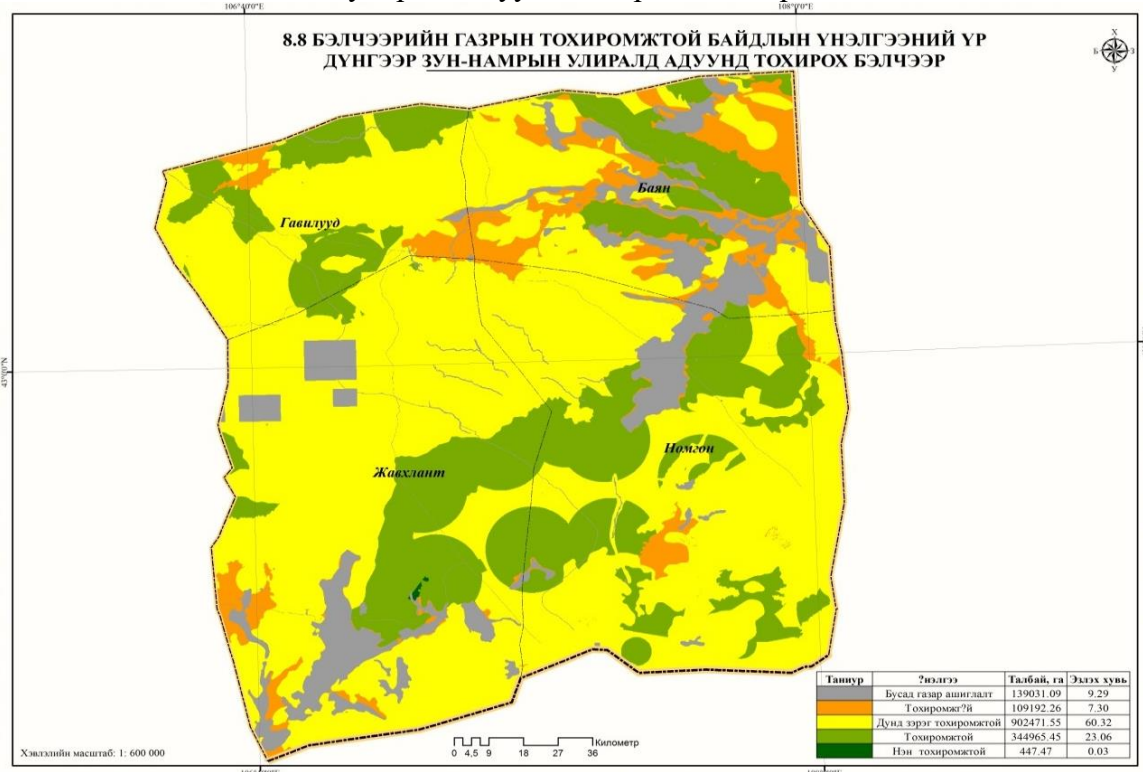 106°40'0"E
108°0'0"E
8.8 БЭЛЧЭЭРИЙН ГАЗРЫН ТОХИРОМЖТОЙ БАЙДЛЫН ҮНЭЛГЭЭНИЙ ҮР
ДҮНГЭЭР ЗУН-НАМРЫН УЛИРАЛД АДУУНД ТОХИРОХ БЭЛЧЭЭР
Х
Б З
У
Баян
Гавилууд
43°0'0"N
Номгон
Жавхлант
Таниур ?нэлгээ Талбай, га Эзлэх хувь
Бусад газар ашиглалт 139031.09 9.29
Тохиромжг?й 109192.26 7.30
Дунд зэрэг тохиромжтой 902471.55 60.32
Тохиромжтой 344965.45 23.06
Нэн тохиромжтой 447.47 0.03
Километр
0 4,5 9 18 27 36
Хэвлэлийн масштаб: 1: 600 000